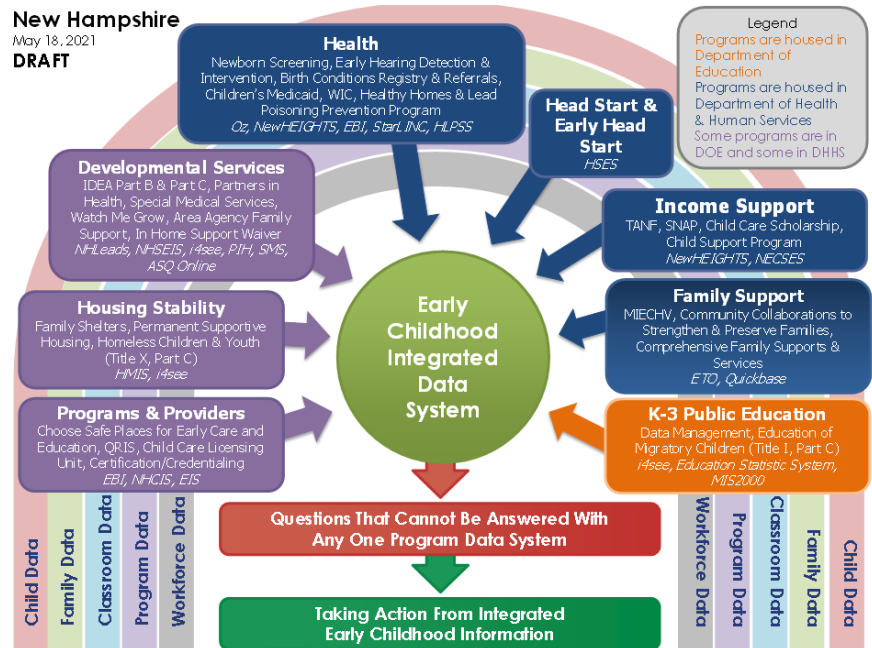 New Hampshire
May 18, 2021
DRAFT
Health
Newborn Screening, Early Hearing Detection &
Intervention, Birth Conditions Registry & Referrals,
Children's Medicaid, WIC, Healthy Homes & Lead
Poisoning Prevention Program
Oz, NewHEIGHTS, EBI, StarLINC, HLPSS
Head Start &
Early Head
Start
HSES
Legend
Programs are housed in
Department of
Education
Programs are housed in
Department of Health
& Human Services
Some programs are in
DOE and some in DHHS
Developmental Services
IDEA Part B & Part C, Partners in
Health, Special Medical Services,
Watch Me Grow, Area Agency Family
Support, In Home Support Waiver
NHLeads, NHSEIS, i4see, PIH, SMS,
ASQ Online
Income Support
TANF, SNAP, Child Care Scholarship,
Child Support Program
NewHEIGHTS, NECSES
Housing Stability
Family Shelters, Permanent Supportive
Housing, Homeless Children & Youth
(Title X, Part C)
HMIS, i4see
Early
Childhood
Integrated
Data
System
Family Support
MIECHV, Community Collaborations to
Strengthen & Preserve Families,
Comprehensive Family Supports &
Services
ETO, Quickbase
Programs & Providers
Choose Safe Places for Early Care and
Education, QRIS, Child Care Licensing
Unit, Certification/Credentialing
EBI, NHCIS, EIS
K-3 Public Education
Data Management, Education of
Migratory Children (Title I, Part C)
i4see, Education Statistic System,
MIS2000
Child Data
Family Data
Classroom Data
Program Data
Workforce Data
Questions That Cannot Be Answered With
Any One Program Data System
Taking Action From Integrated
Early Childhood Information
Workforce Data
Program Data
Classroom Data
Family Data
Child Data